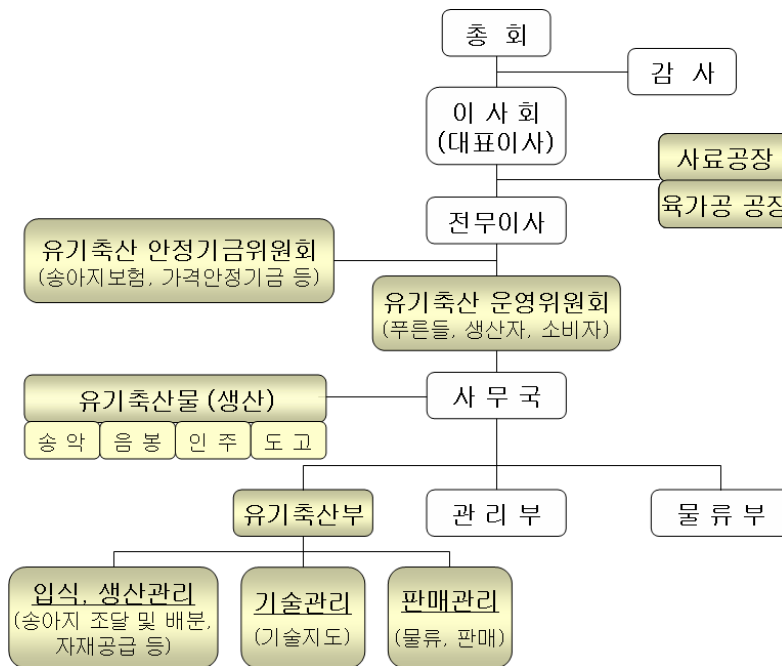 총 회
감 사
이 사 회
(대표이사)
사료공장
육가공 공장
전무이사
유기축산 안정기금위원회
(송아지보험, 가격안정기금 등)
유기축산 운영위원회
(푸른들, 생산자, 소비자)
유기축산물 (생산)
사 무 국
송 악 음 봉 인 주 도 고
유기축산부 관 리 부 물 류 부
입식, 생산관리
(송아지 조달 및 배분,
자재공급 등)
기술관리
(기술지도)
판매관리
(물류, 판매)